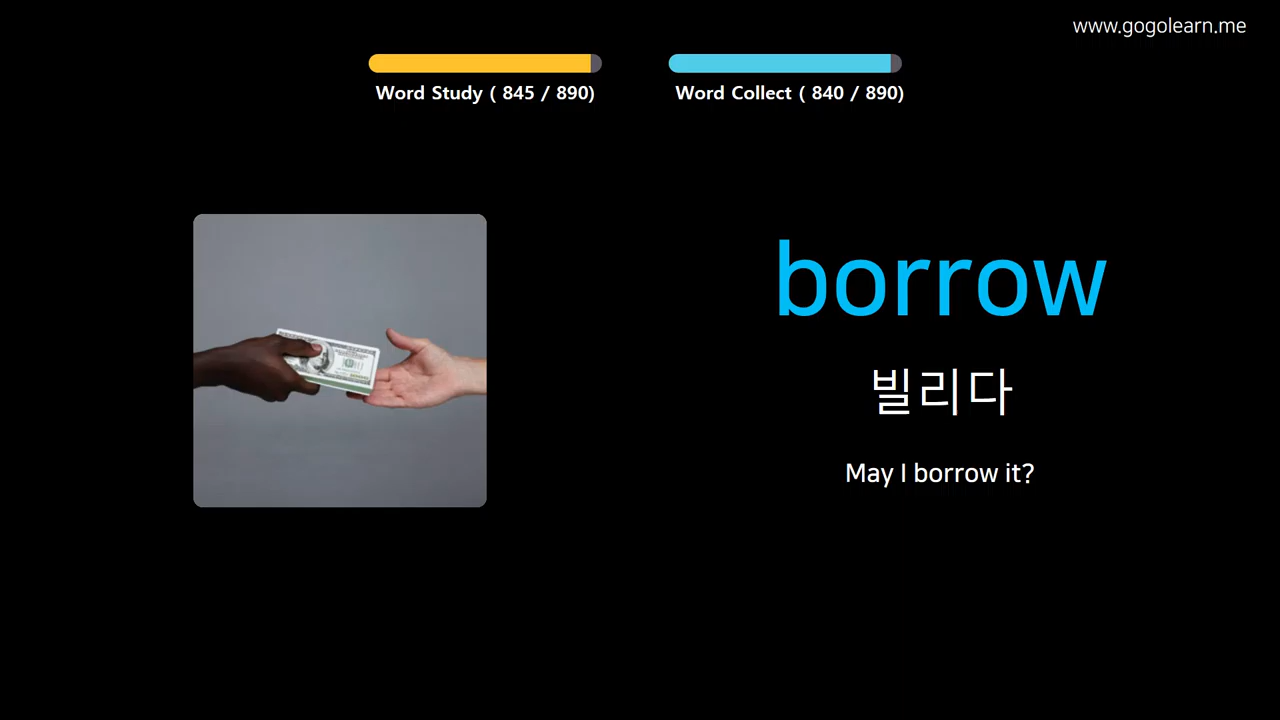 www.gogolearn.me
Word Study ( 845 / 890)
Word Collect ( 840 / 890)
borrow
빌리다
May I borrow it?